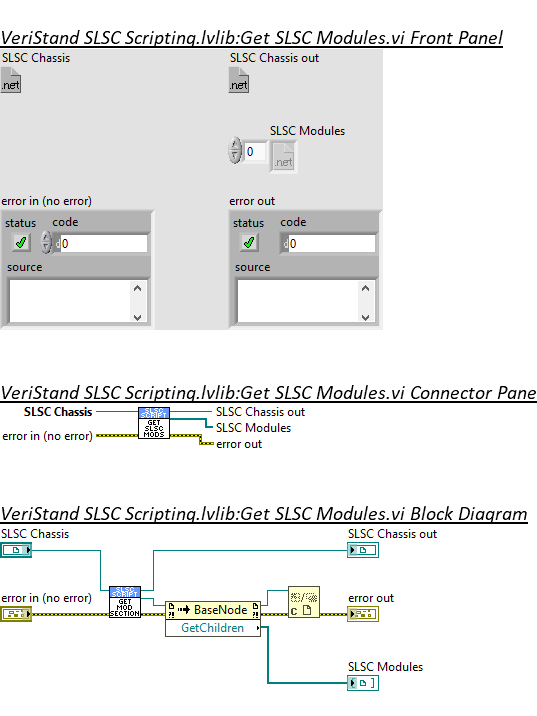 VeriStand SLSC Scripting.lvlib:Get SLSC Modules.vi Front Panel
SLSC Chassis
SLSC Chassis out
.net
.net
SLSC Modules
0
.net
error in (no error)
error out
status
code
status
code
d
0
d
0
source
source
VeriStand SLSC Scripting.lvlib:Get SLSC Modules.vi Connector Pane
SLSC Chassis
SLSC
SCRIPT
GET
SLSC
MODS
SLSC Chassis out
SLSC Modules
error in (no error)
error out
VeriStand SLSC Scripting.lvlib:Get SLSC Modules.vi Block Diagram
SLSC Chassis
SLSC Chassis out
error in (no error)
SLSC
SCRIPT
GET
MOD
SECTION
BaseNode
GetChildren
?!
?!
C
error out
SLSC Modules